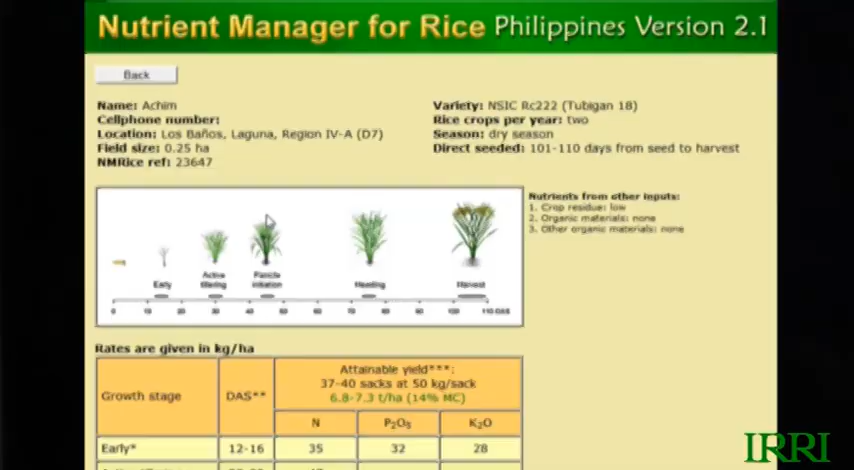 Nutrient Manager for Rice Philippines Version 2.1
Back
Name: Achim
Cellphone number:
Location: Los Baños, Laguna, Region IV-A (D7)
Field size: 0.25 ha
NMRice ref: 23647
Variety: NSIC Rc222 (Tubigan 18)
Rice crops per year: two
Season: dry season
Direct seeded: 101-110 days from seed to harvest
Nutrients from other inputs:
1. Crop residue: low
2. Organic materials: none
3. Other organic materials: none
Early
Active
tillering
Panicle
initiation
Heading
Harvest
0 10 20 30 40 50 60 70 80 90 100 110 DAS
Rates are given in kg/ha
Growth stage
DAS**
Attainable yield***:
37-40 sacks at 50 kg/sack
6.8-7.3 t/ha (14% MC)
N P₂O₅ K₂O
Early* 12-16 35 32 28
IRRI